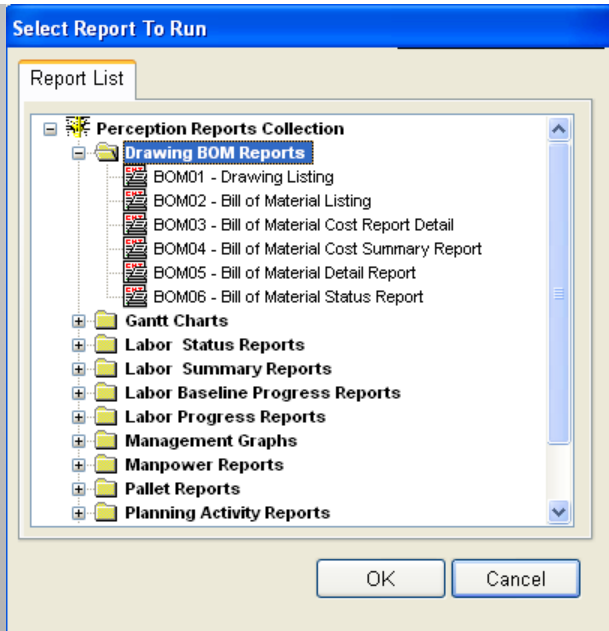 Select Report To Run
Report List
Perception Reports Collection
Drawing BOM Reports
BOM01 - Drawing Listing
BOM02 - Bill of Material Listing
BOM03 - Bill of Material Cost Report Detail
BOM04 - Bill of Material Cost Summary Report
BOM05 - Bill of Material Detail Report
BOM06 - Bill of Material Status Report
Gantt Charts
Labor  Status Reports
Labor  Summary Reports
Labor Baseline Progress Reports
Labor Progress Reports
Management Graphs
Manpower Reports
Pallet Reports
Planning Activity Reports
OK Cancel